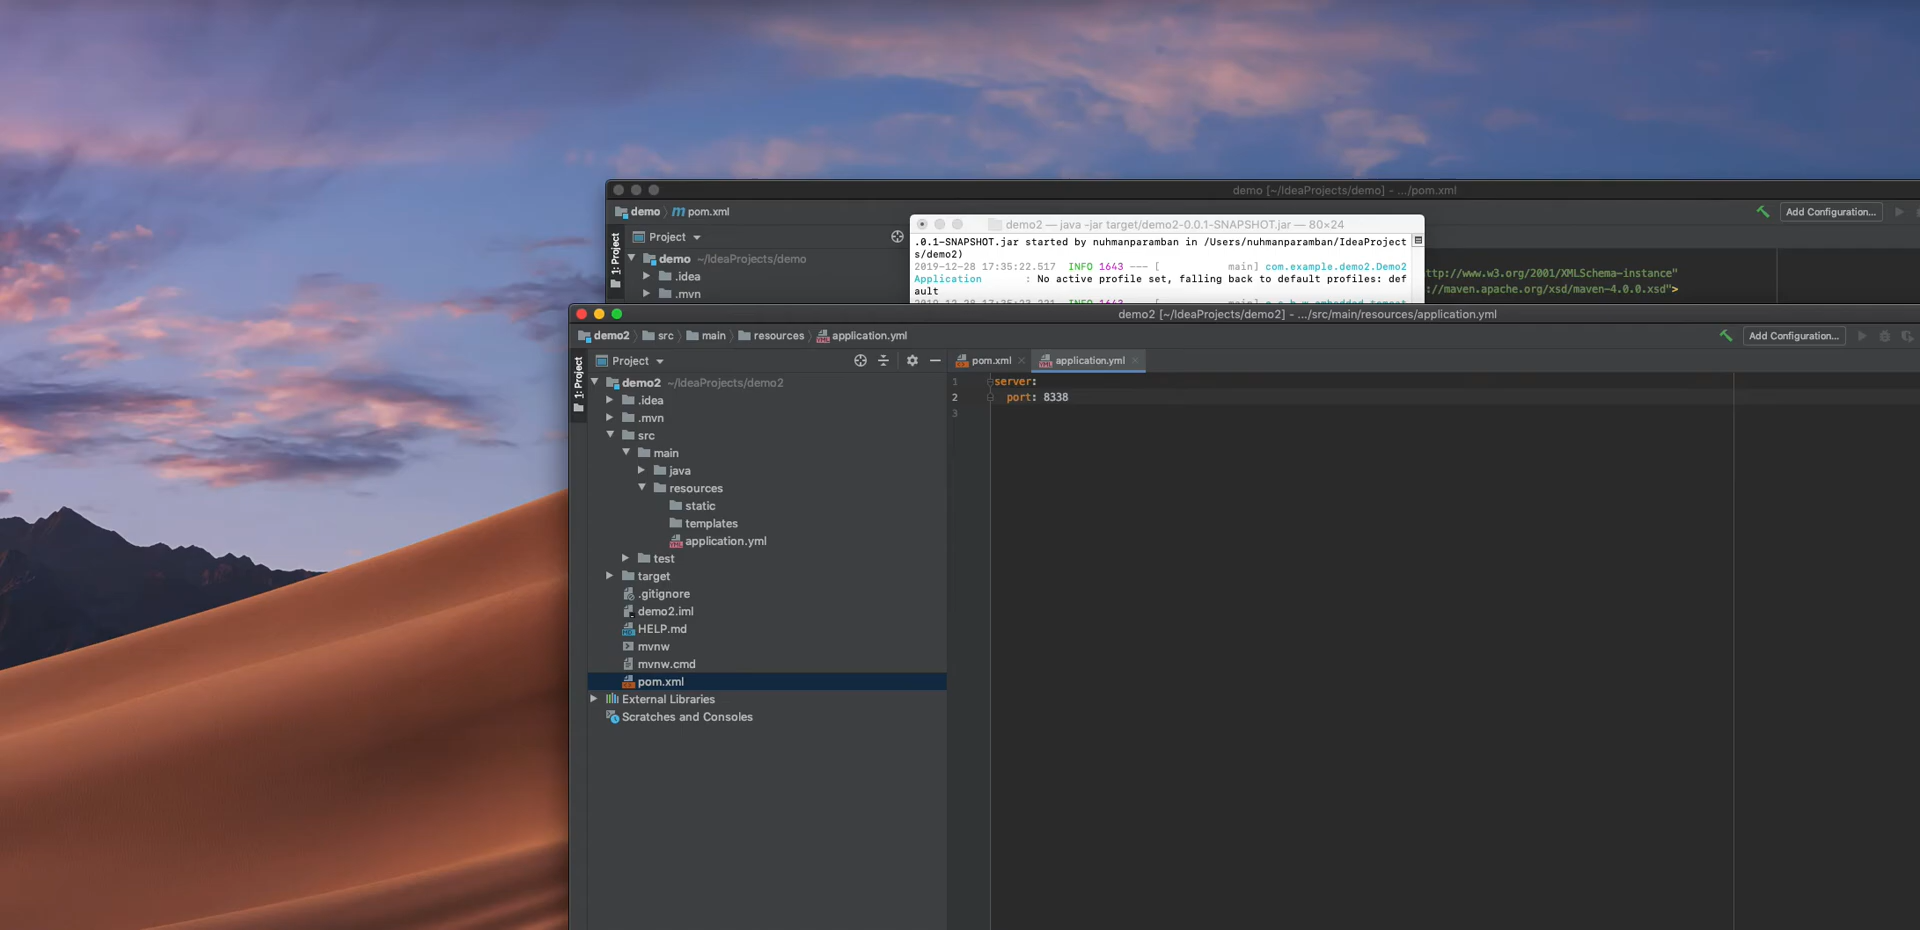 demo [~/IdeaProjects/demo] - .../pom.xml
demo pom.xml
Add Configuration...
demo2 — java -jar target/demo2-0.0.1-SNAPSHOT.jar — 80×24
1: Project
Project
demo ~/IdeaProjects/demo
.idea
.mvn
.0.1-SNAPSHOT.jar started by nuhmanparamban in /Users/nuhmanparamban/IdeaProject
s/demo2)
2019-12-28 17:35:22.517 INFO 1643 --- [ main] com.example.demo2.Demo2
Application : No active profile set, falling back to default profiles: def
ault
ttp://www.w3.org/2001/XMLSchema-instance"
://maven.apache.org/xsd/maven-4.0.0.xsd">
demo2 [~/IdeaProjects/demo2] - .../src/main/resources/application.yml
demo2 src main resources application.yml
Add Configuration...
1: Project
Project
demo2 ~/IdeaProjects/demo2
.idea
.mvn
src
main
java
resources
static
templates
application.yml
test
target
.gitignore
demo2.iml
HELP.md
mvnw
mvnw.cmd
pom.xml
External Libraries
Scratches and Consoles
pom.xml application.yml
1 server:
2 port: 8338
3